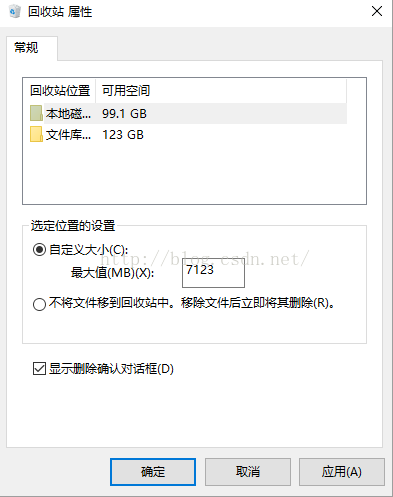 回收站 属性
常规
回收站位置 可用空间
本地磁... 99.1 GB
文件库... 123 GB
选定位置的设置
自定义大小(C):
http://blog.csdn.net/
最大值(MB)(X): 7123
不将文件移到回收站中。移除文件后立即将其删除(R)。
显示删除确认对话框(D)
确定 取消 应用(A)